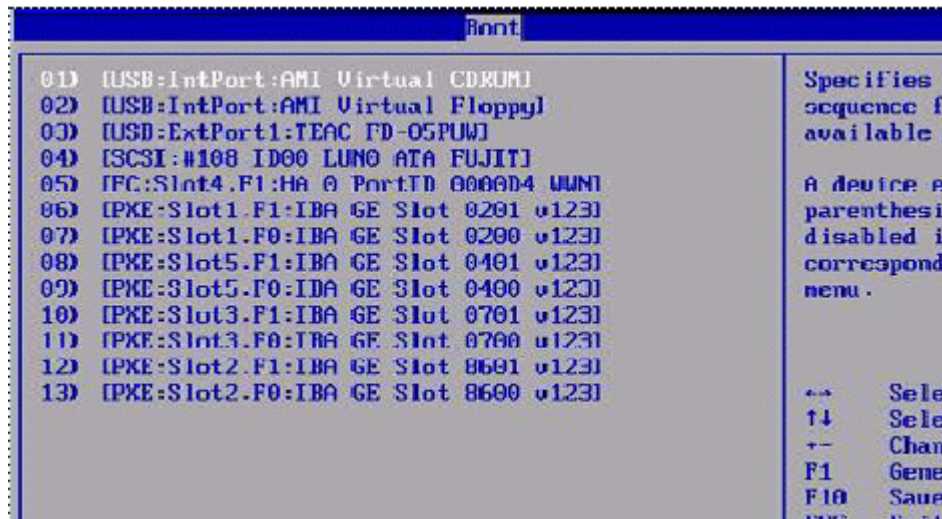 Boot
01) [USB:IntPort:AMI Virtual CDROM]
02) [USB:IntPort:AMI Virtual Floppy]
03) [USB:ExtPort1:TEAC FD-05PUW]
04) [SCSI:#108 ID00 LUN0 ATA FUJIT]
05) [FC:Slot4.F1:HA 0 PortID 0000D4 WWN]
06) [PXE:Slot1.F1:IBA GE Slot 0201 v123]
07) [PXE:Slot1.F0:IBA GE Slot 0200 v123]
08) [PXE:Slot5.F1:IBA GE Slot 0401 v123]
09) [PXE:Slot5.F0:IBA GE Slot 0400 v123]
10) [PXE:Slot3.F1:IBA GE Slot 0701 v123]
11) [PXE:Slot3.F0:IBA GE Slot 0700 v123]
12) [PXE:Slot2.F1:IBA GE Slot 8601 v123]
13) [PXE:Slot2.F0:IBA GE Slot 8600 v123]
Specifies
sequence f
available
A device e
parenthesi
disabled i
correspond
menu.
↔ Sele
↑↓ Sele
+- Chan
F1 Gene
F10 Save